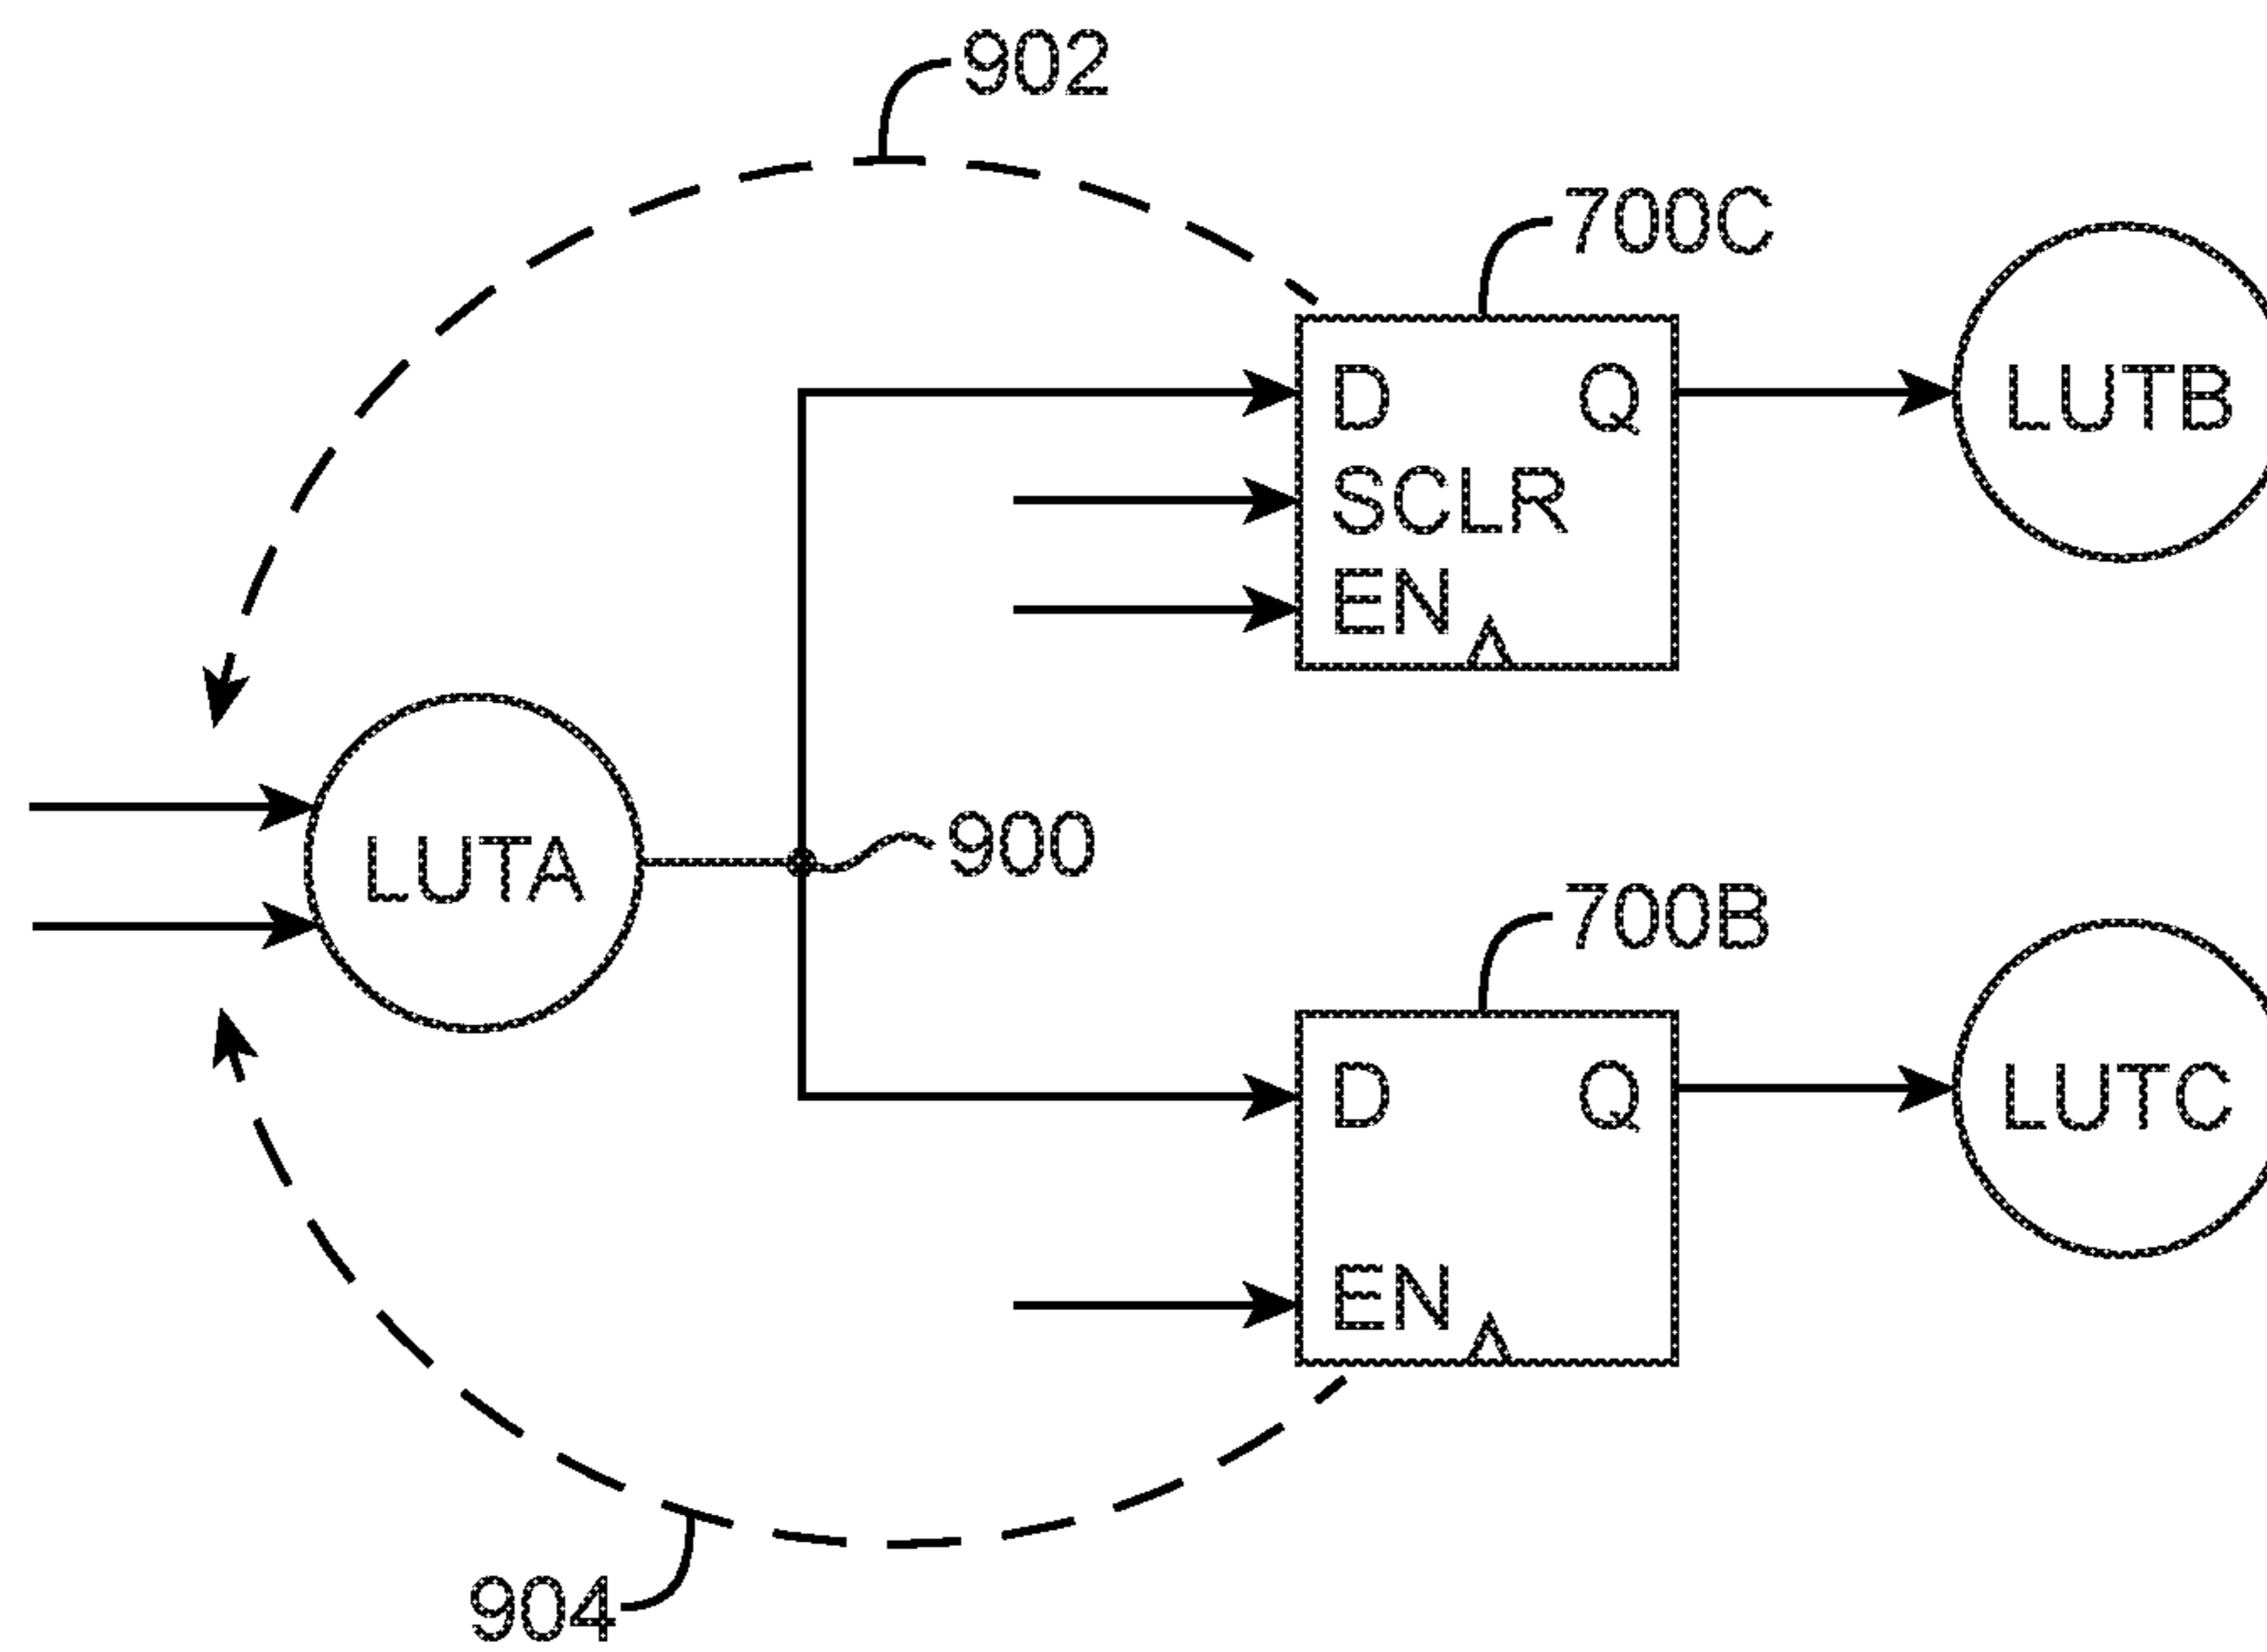 902
700C
D Q
LUTB
SCLR
EN
LUTA
900
700B
D Q
LUTC
EN
904